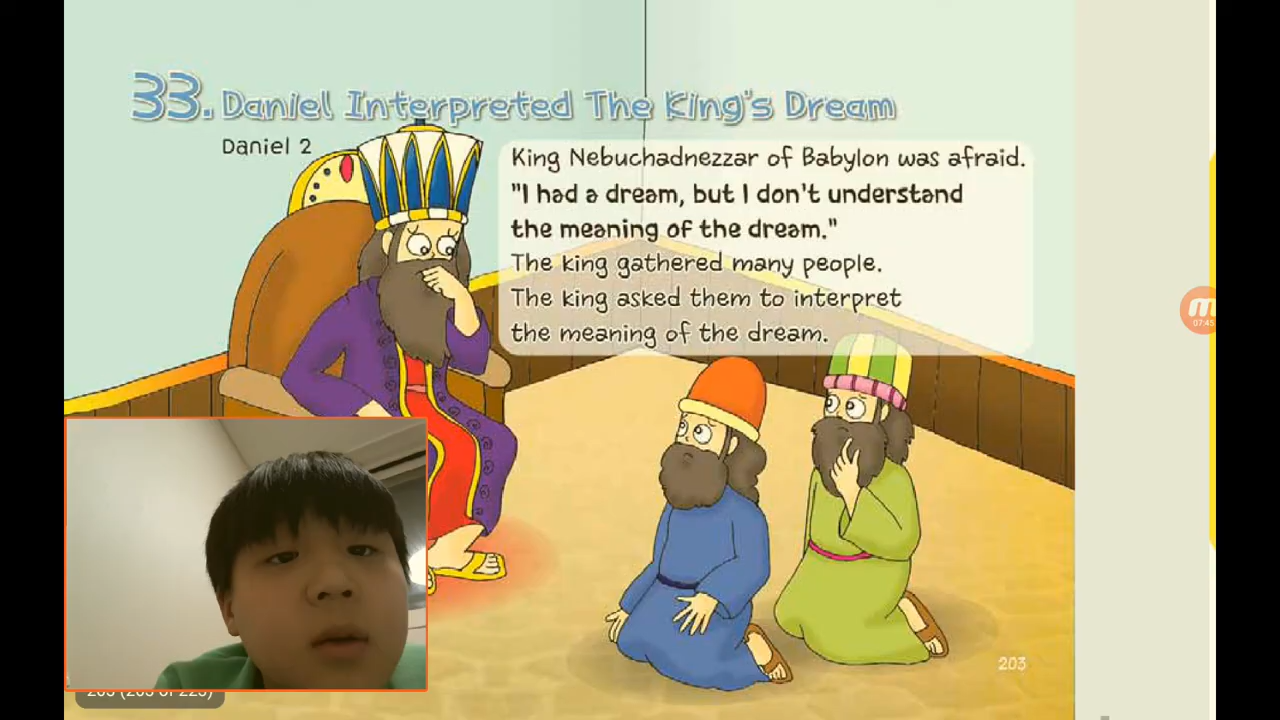 33. Daniel Interpreted The King's Dream
Daniel 2
King Nebuchadnezzar of Babylon was afraid.
"I had a dream, but I don't understand
the meaning of the dream."
The king gathered many people.
The king asked them to interpret
the meaning of the dream.
07:45
203